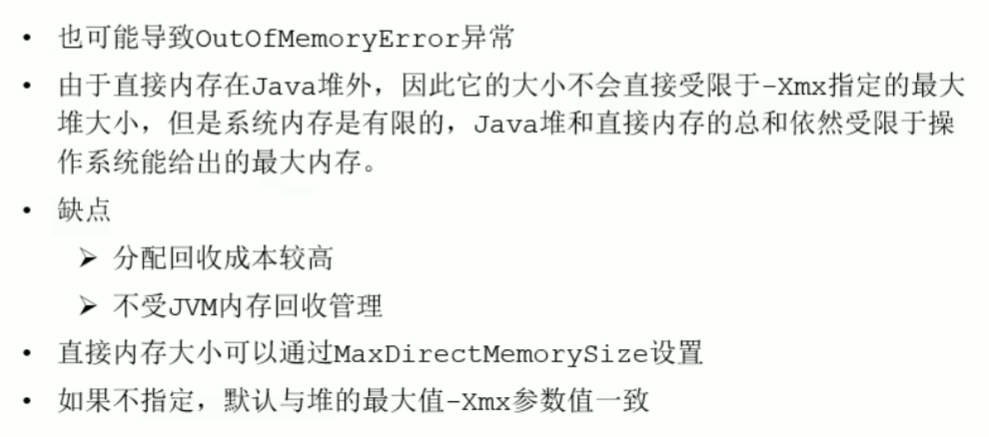 • 也可能导致OutOfMemoryError异常
• 由于直接内存在Java堆外，因此它的大小不会直接受限于-Xmx指定的最大
堆大小，但是系统内存是有限的，Java堆和直接内存的总和依然受限于操
作系统能给出的最大内存。
• 缺点
➢ 分配回收成本较高
➢ 不受JVM内存回收管理
• 直接内存大小可以通过MaxDirectMemorySize设置
• 如果不指定，默认与堆的最大值-Xmx参数值一致